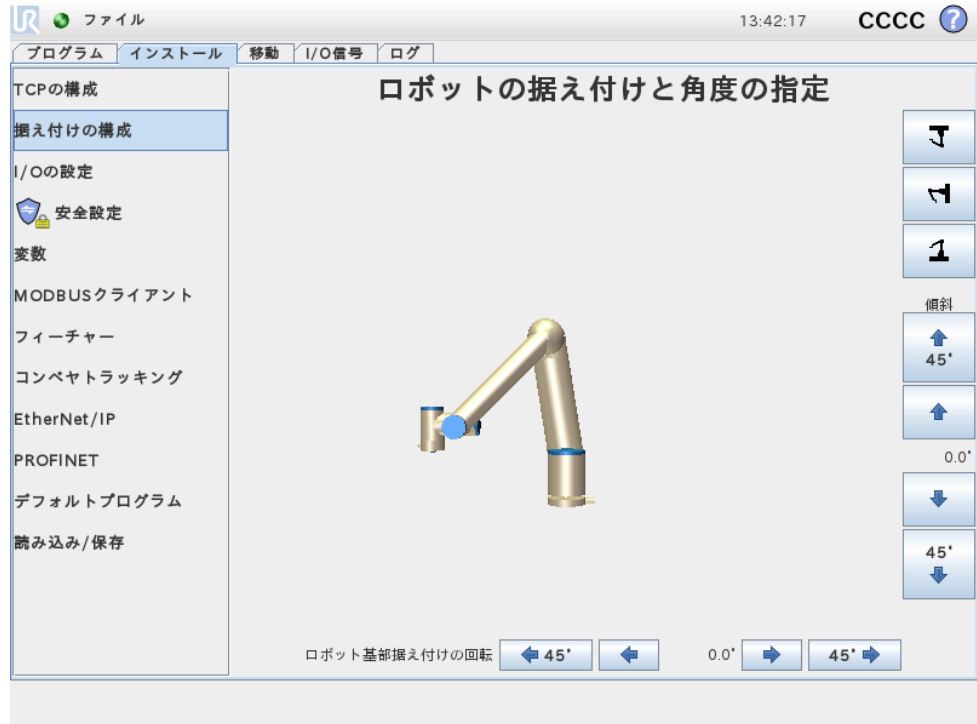 UR ファイル 13:42:17 CCCC ?
プログラム インストール 移動 I/O信号 ログ
TCPの構成
据え付けの構成
I/Oの設定
安全設定
変数
MODBUSクライアント
フィーチャー
コンベヤトラッキング
EtherNet/IP
PROFINET
デフォルトプログラム
読み込み/保存
ロボットの据え付けと角度の指定
傾斜
45°
0.0°
45°
ロボット基部据え付けの回転 45° 0.0° 45°